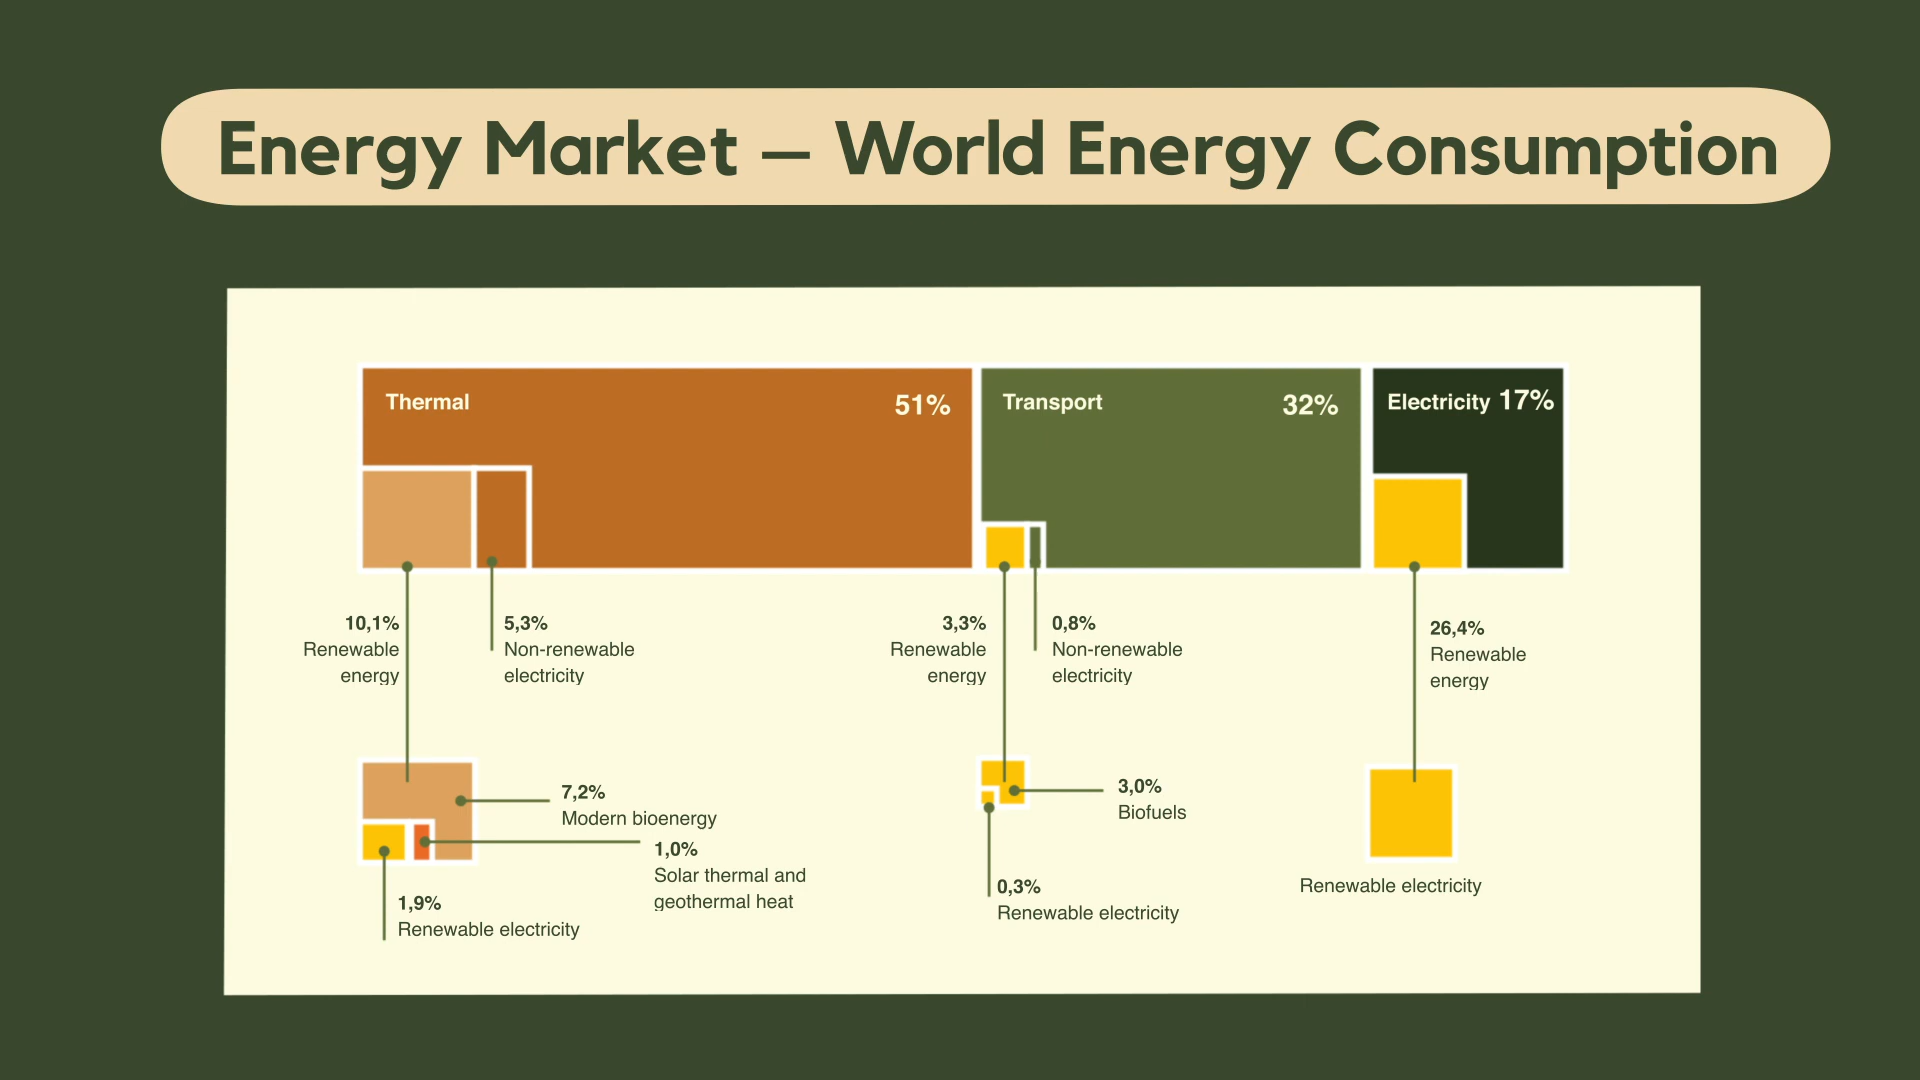 Energy Market — World Energy Consumption
Thermal 51%
Transport 32%
Electricity 17%
10,1%
Renewable
energy
5,3%
Non-renewable
electricity
3,3%
Renewable
energy
0,8%
Non-renewable
electricity
26,4%
Renewable
energy
7,2%
Modern bioenergy
1,0%
Solar thermal and
geothermal heat
1,9%
Renewable electricity
3,0%
Biofuels
0,3%
Renewable electricity
Renewable electricity